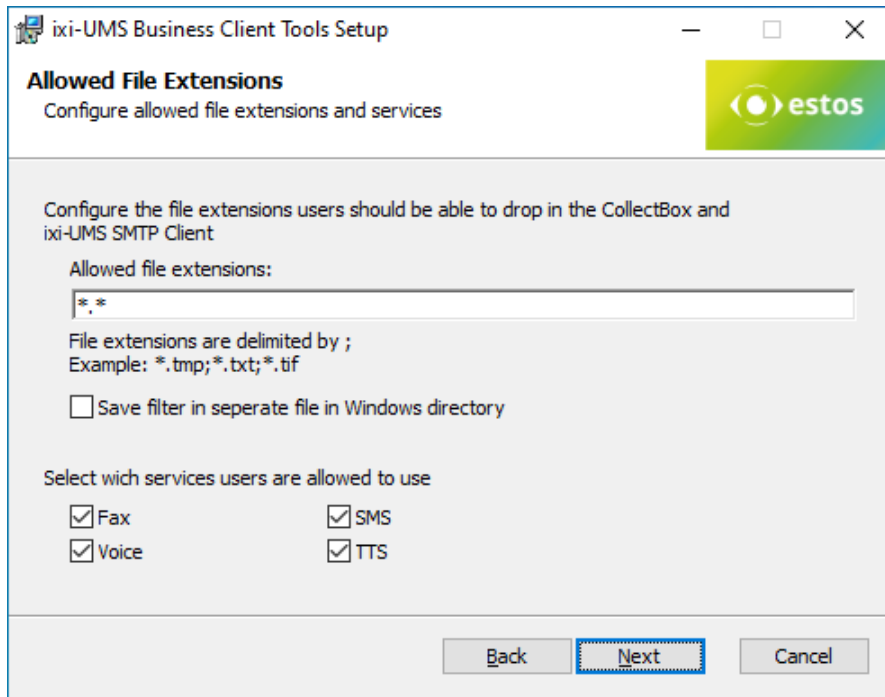 ixi-UMS Business Client Tools Setup
Allowed File Extensions
Configure allowed file extensions and services
estos
Configure the file extensions users should be able to drop in the CollectBox and
ixi-UMS SMTP Client
Allowed file extensions:
*.*
File extensions are delimited by ;
Example: *.tmp;*.txt;*.tif
Save filter in seperate file in Windows directory
Select wich services users are allowed to use
Fax SMS
Voice TTS
Back Next Cancel